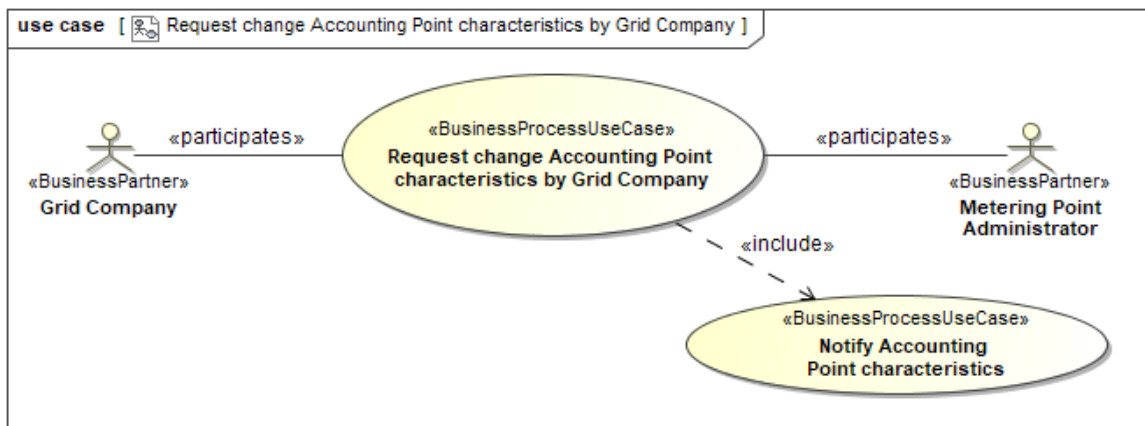 use case [ Request change Accounting Point characteristics by Grid Company ]
«participates»
«BusinessProcessUseCase»
Request change Accounting Point
characteristics by Grid Company
«participates»
«BusinessPartner»
Grid Company
«BusinessPartner»
Metering Point
Administrator
«include»
«BusinessProcessUseCase»
Notify Accounting
Point characteristics